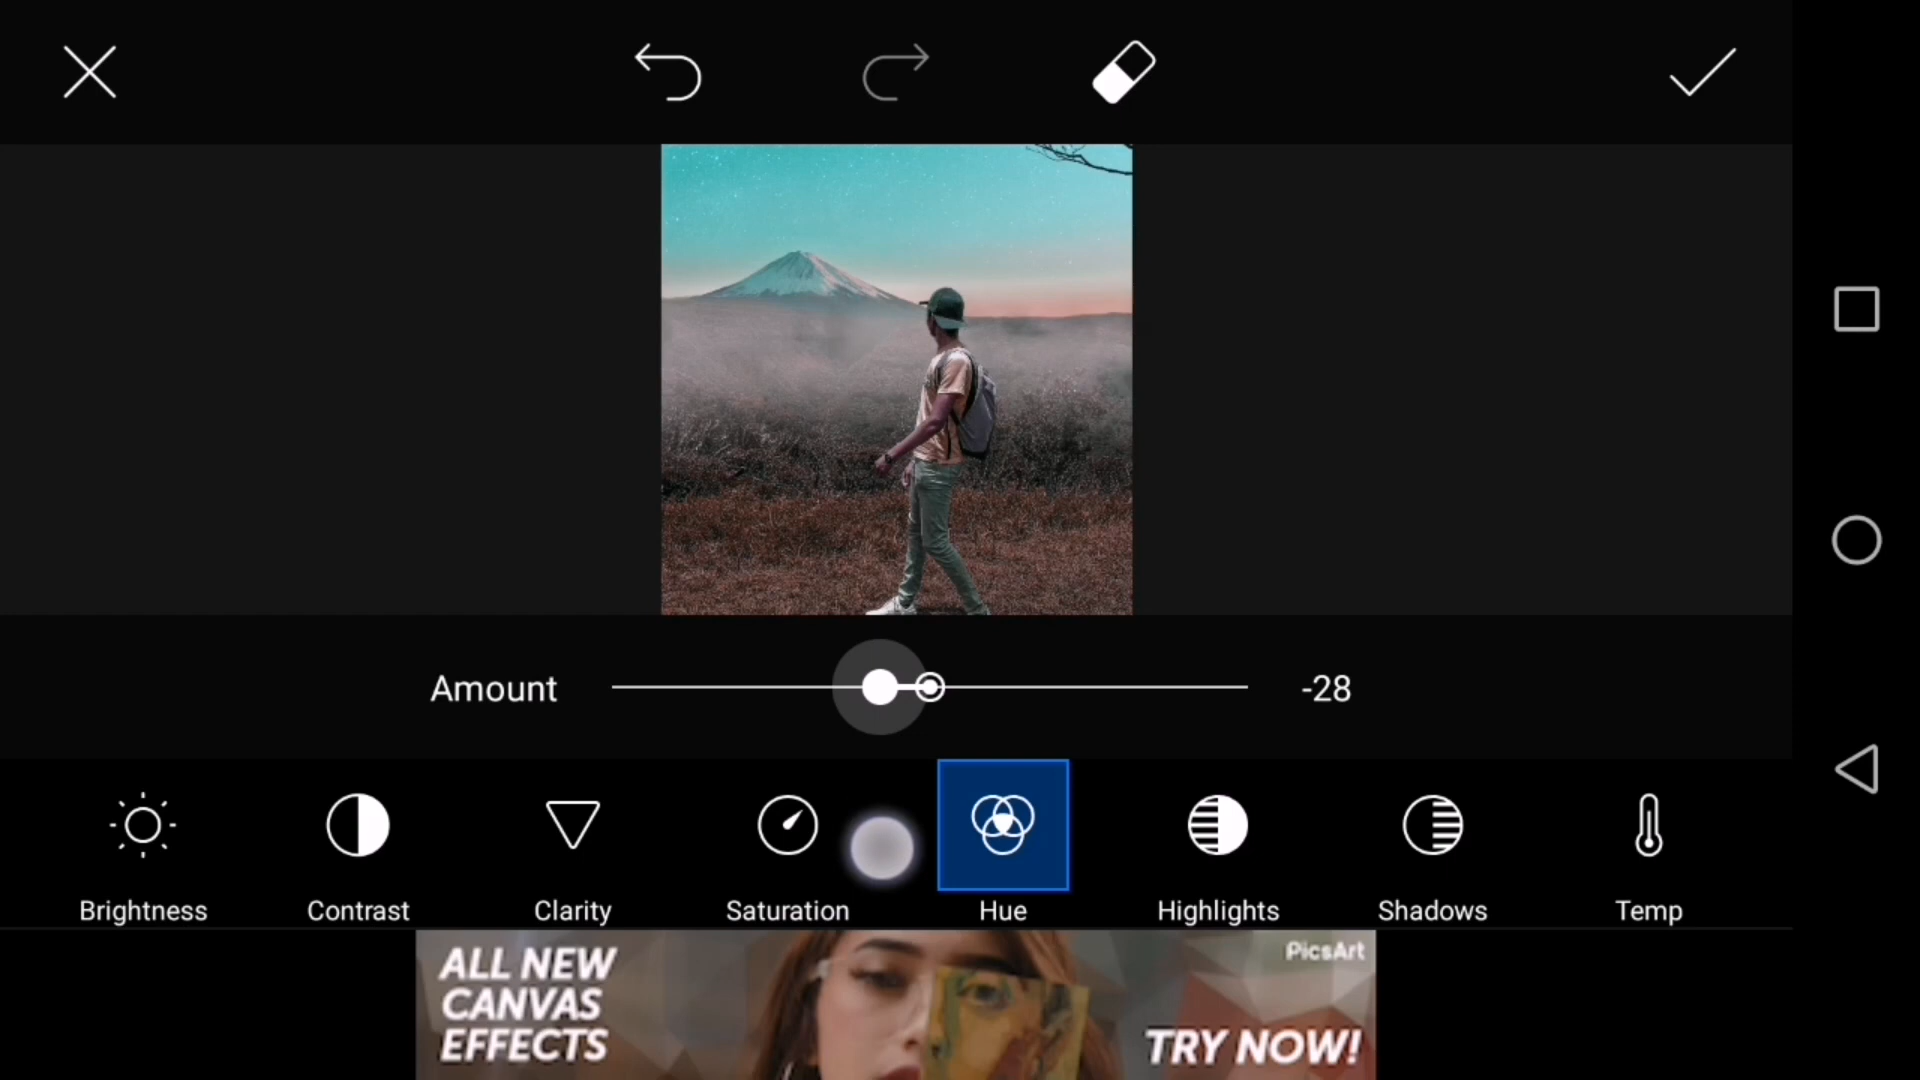 Amount
-28
Brightness
Contrast
Clarity
Saturation
Hue
Highlights
Shadows
Temp
ALL NEW
CANVAS
EFFECTS
PicsArt
TRY NOW!